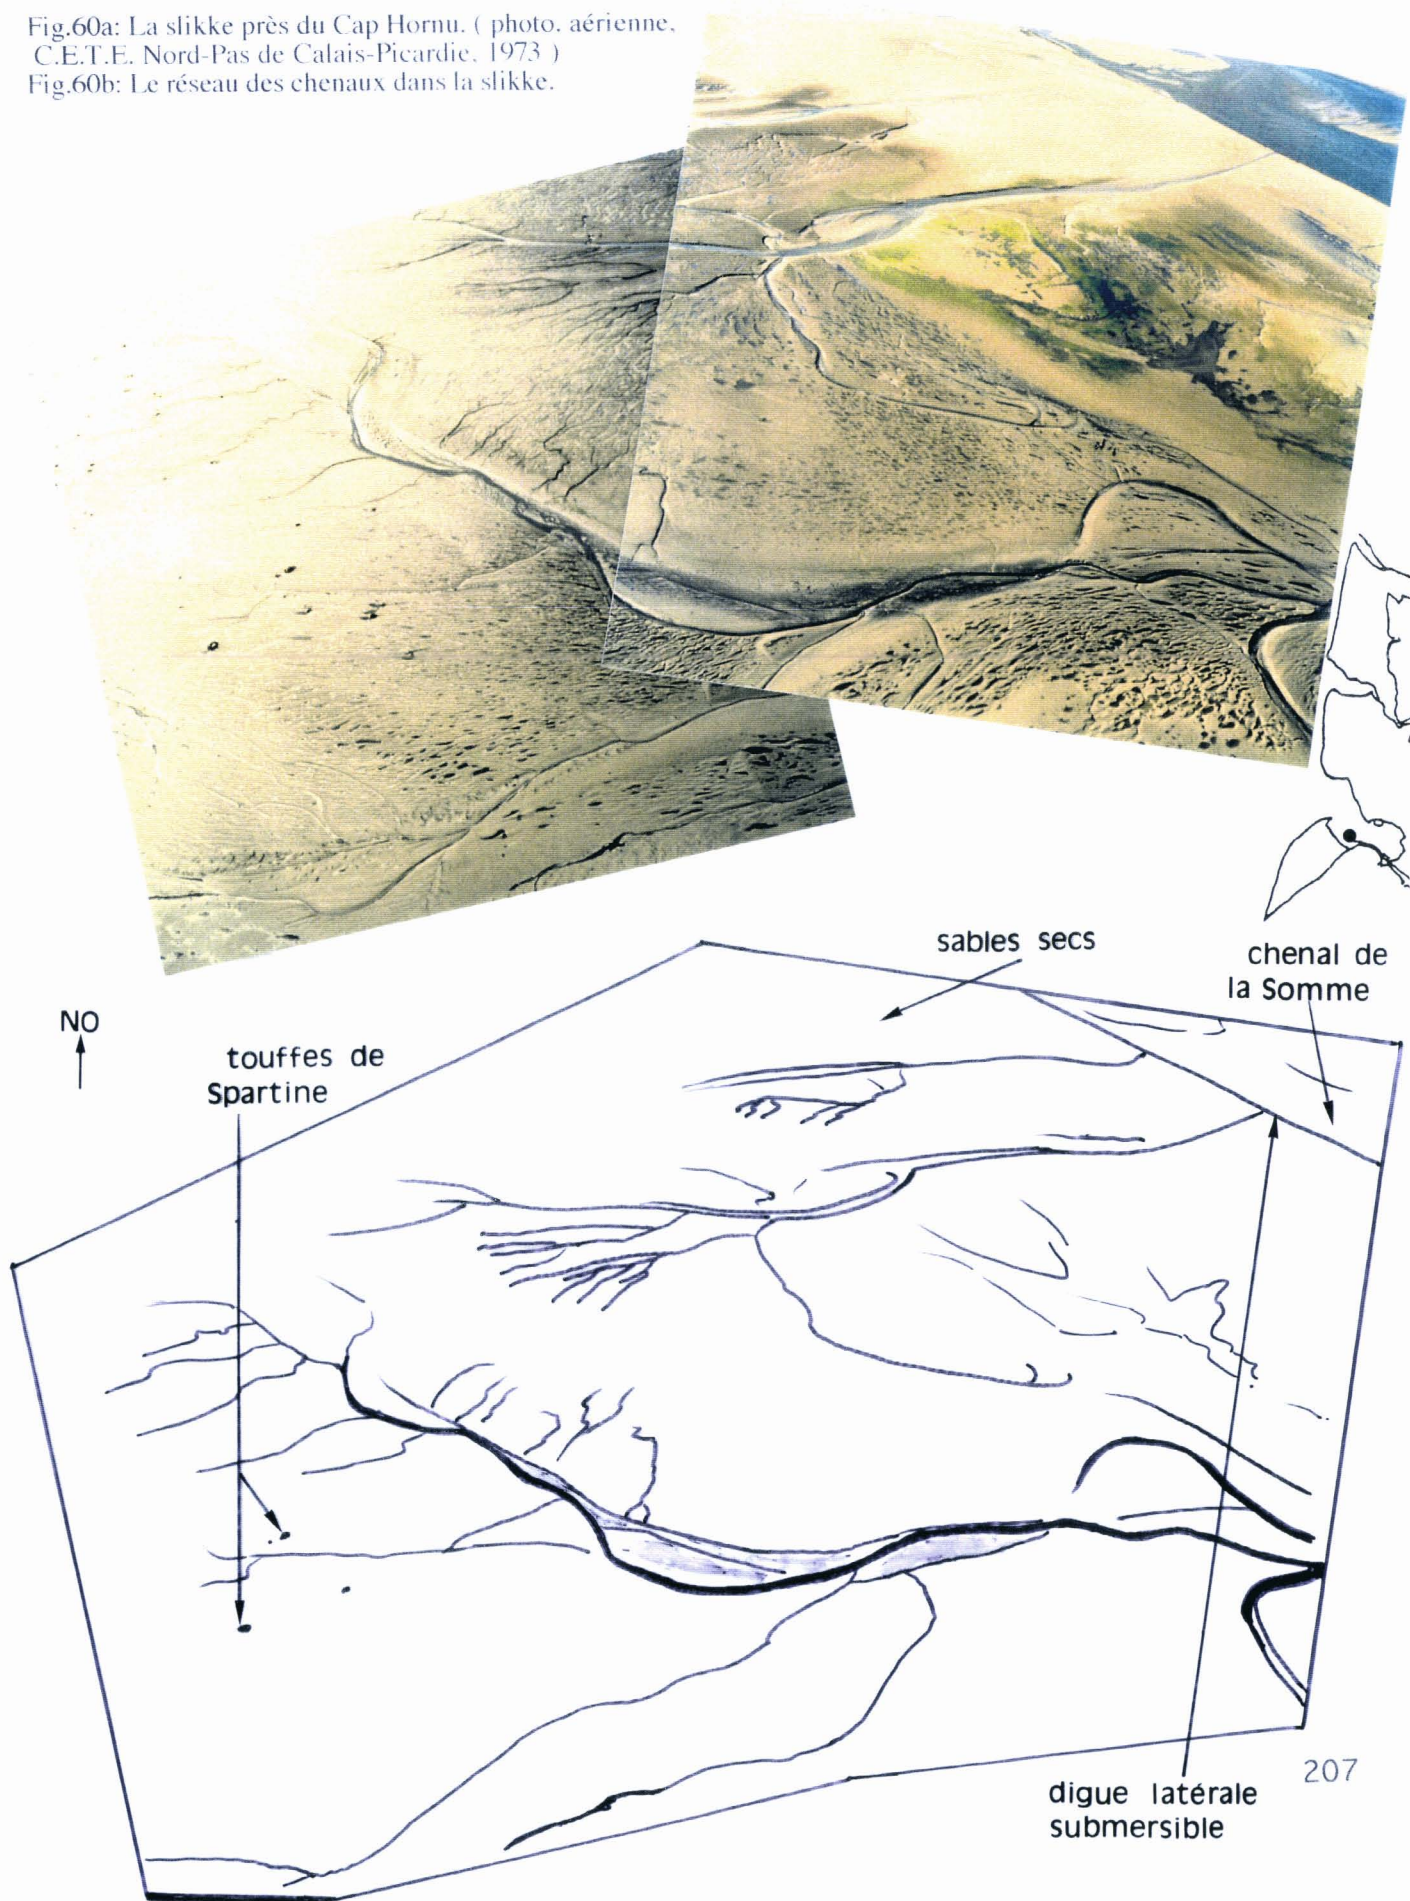 Fig.60a: La slikke près du Cap Hornu. ( photo. aérienne,
C.E.T.E. Nord-Pas de Calais-Picardie, 1973 )
Fig.60b: Le réseau des chenaux dans la slikke.
sables secs
chenal de
la Somme
NO
touffes de
Spartine
digue latérale
submersible
207